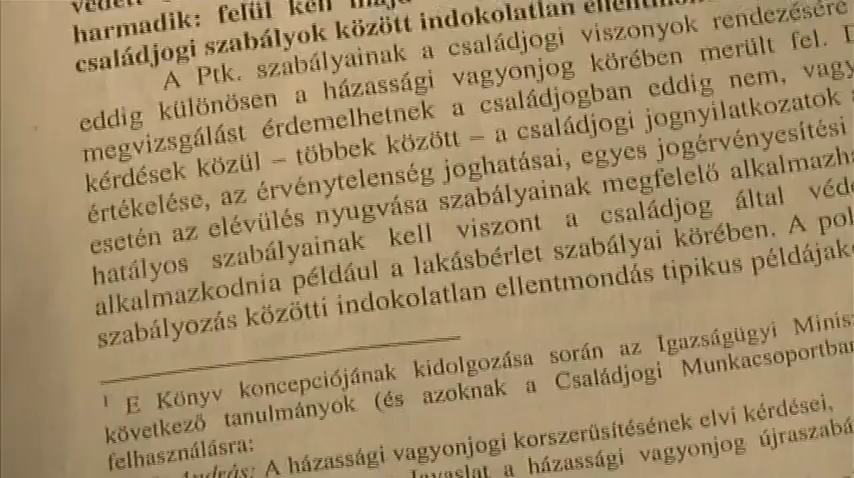 harmadik: felül kell
családjogi szabályok között indokolatlan
A Ptk. szabályainak a családjogi viszonyok rendezésére
eddig különösen a házassági vagyonjog körében merült fel.
megvizsgálást érdemelhetnek a családjogban eddig nem, vagy
kérdések közül – többek között – a családjogi jognyilatkozatok
értékelése, az érvénytelenség joghatásai, egyes jogérvényesítési
esetén az elévülés nyugvása szabályainak megfelelő
hatályos szabályainak kell viszont a családjog által
alkalmazkodnia például a lakásbérlet szabályai körében. A
szabályozás közötti indokolatlan ellentmondás tipikus
¹ E Könyv koncepciójának kidolgozása során az Igazságügyi
következő tanulmányok (és azoknak a Családjogi
felhasználásra:
András: A házassági vagyonjogi korszerűsítésének elvi kérdései,
Javaslat a házassági vagyonjog